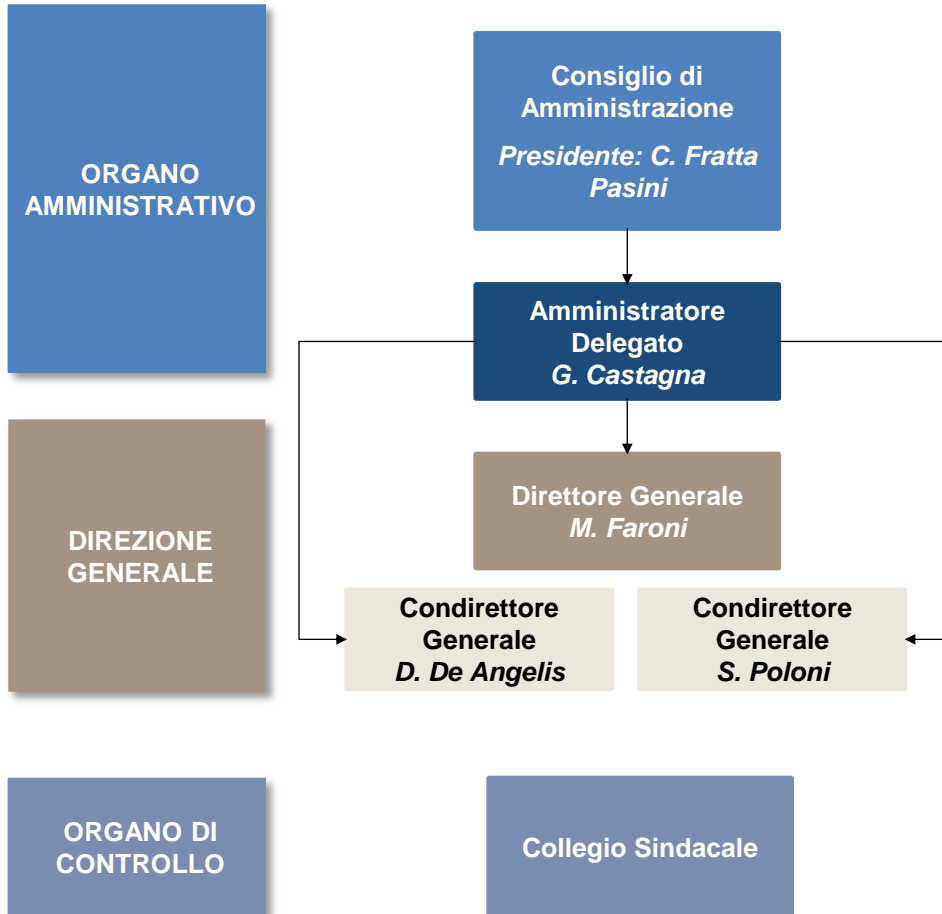 ORGANO
AMMINISTRATIVO
Consiglio di
Amministrazione
Presidente: C. Fratta
Pasini
Amministratore
Delegato
G. Castagna
DIREZIONE
GENERALE
Direttore Generale
M. Faroni
Condirettore
Generale
D. De Angelis
Condirettore
Generale
S. Poloni
ORGANO DI
CONTROLLO
Collegio Sindacale